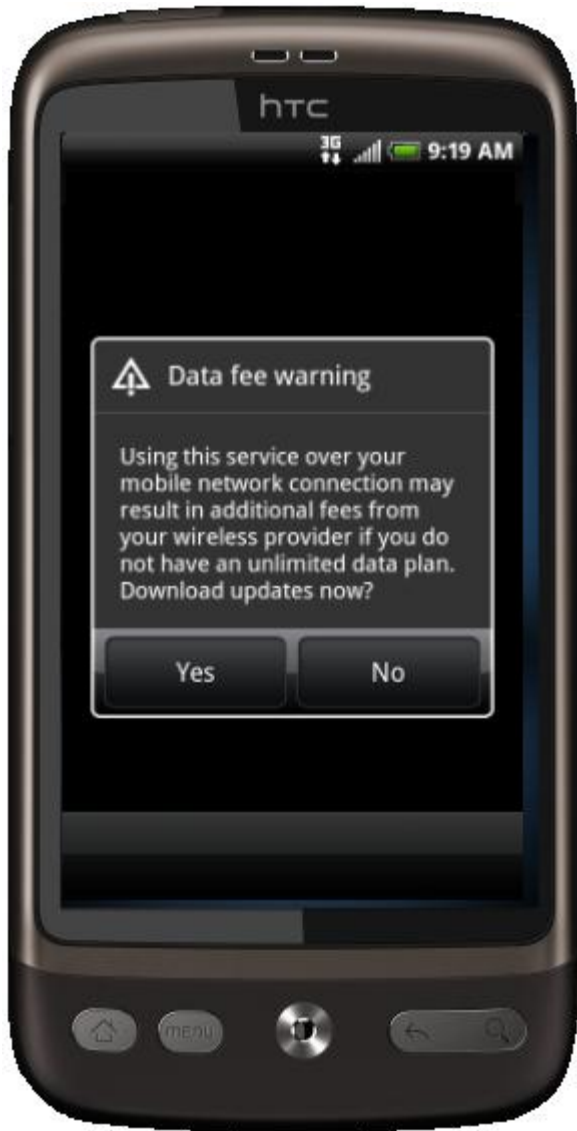 hTC
3G
9:19 AM
Data fee warning
Using this service over your
mobile network connection may
result in additional fees from
your wireless provider if you do
not have an unlimited data plan.
Download updates now?
Yes
No
menu